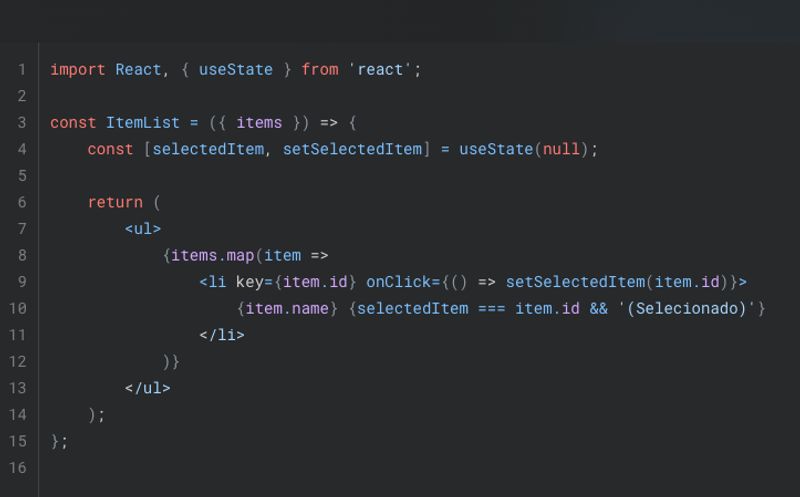 1 import React, { useState } from 'react';
2
3 const ItemList = ({ items }) => {
4     const [selectedItem, setSelectedItem] = useState(null);
5
6     return (
7         <ul>
8             {items.map(item =>
9                 <li key={item.id} onClick={() => setSelectedItem(item.id)}>
10                     {item.name} {selectedItem === item.id && '(Selecionado)'}
11                 </li>
12             )}
13         </ul>
14     );
15 };
16